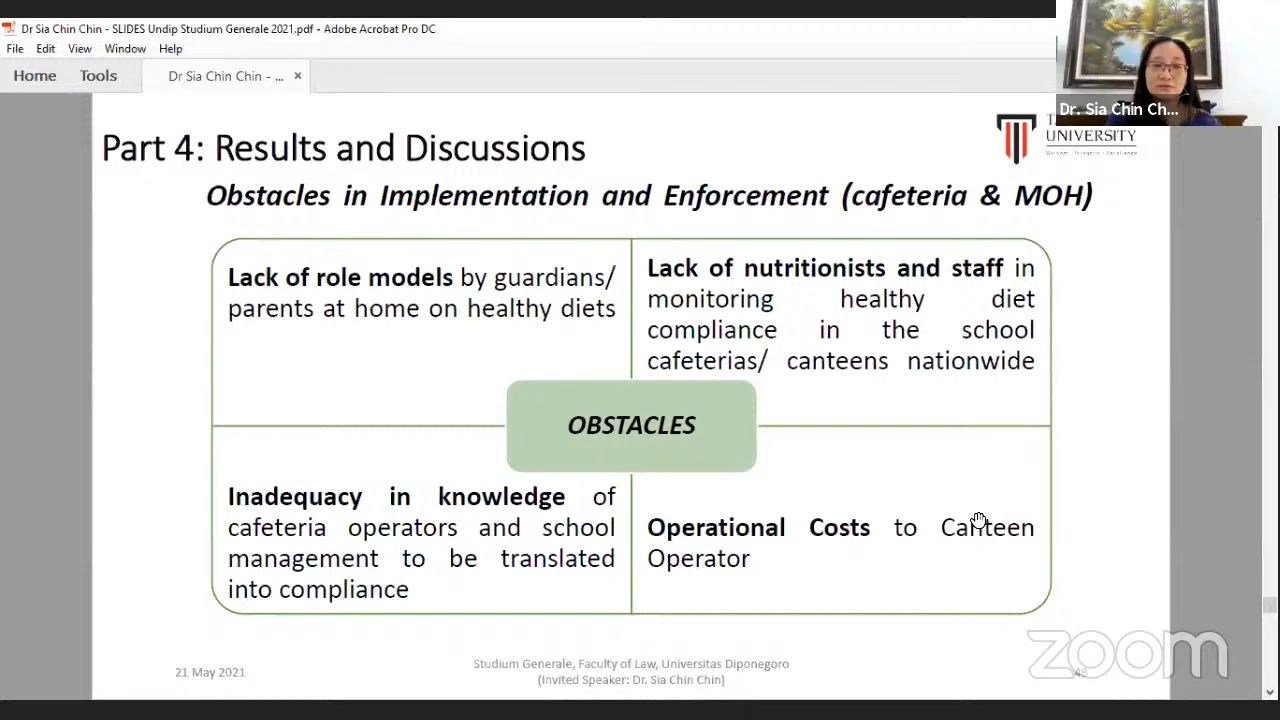 Dr Sia Chin Chin - SLIDES Undip Studium Generale 2021.pdf - Adobe Acrobat Pro DC
File Edit View Window Help
Home Tools Dr Sia Chin Chin - ... ×
Dr. Sia Chin Ch...
UNIVERSITY
Part 4: Results and Discussions
Obstacles in Implementation and Enforcement (cafeteria & MOH)
Lack of role models by guardians/
parents at home on healthy diets
Lack of nutritionists and staff in
monitoring healthy diet
compliance in the school
cafeterias/ canteens nationwide
OBSTACLES
Inadequacy in knowledge of
cafeteria operators and school
management to be translated
into compliance
Operational Costs to Canteen
Operator
21 May 2021
Studium Generale, Faculty of Law, Universitas Diponegoro
(Invited Speaker: Dr. Sia Chin Chin)
48
zoom